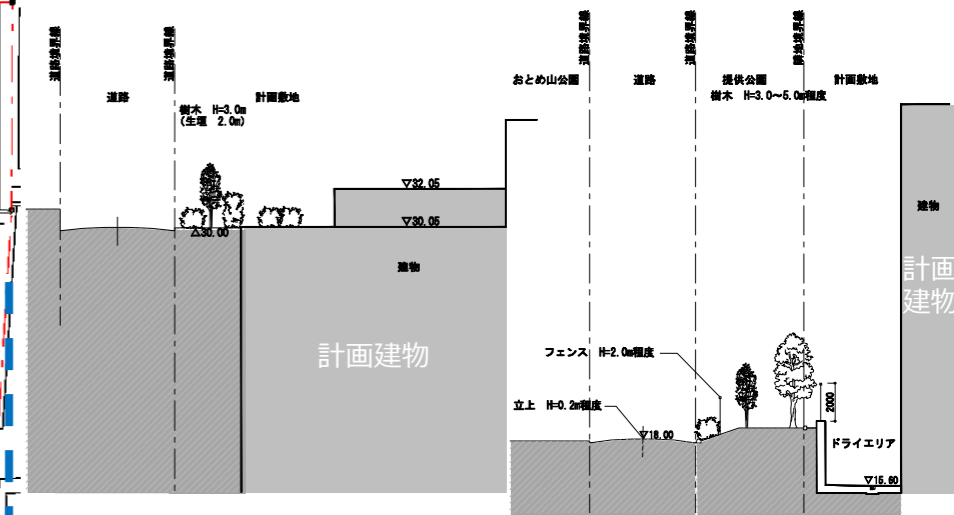 道路境界線
道路境界線
道路
計画敷地
樹木 H=3.0m
(生垣 2.0m)
▽32.05
▽30.05
△30.00
建物
計画建物
道路境界線
道路境界線
隣地境界線
おとめ山公園
道路
提供公園
計画敷地
樹木 H=3.0～5.0m程度
建物
計画
建物
フェンス H=2.0m程度
立上 H=0.2m程度
▽18.00
2000
ドライエリア
▽15.60